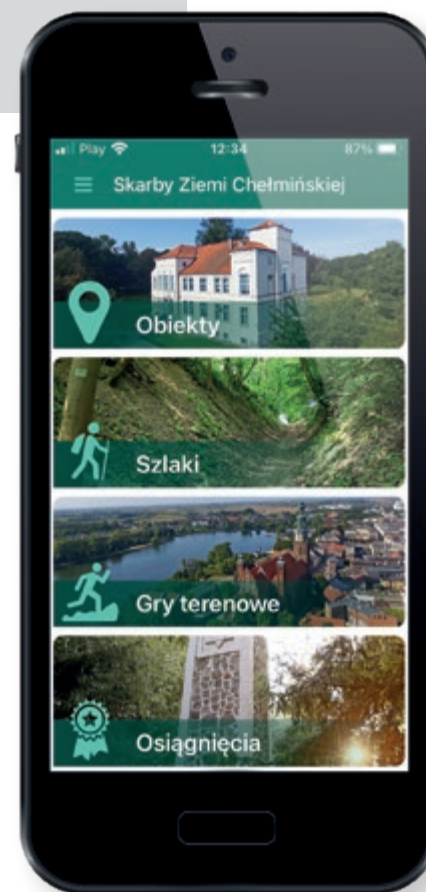 Play 12:34 87%
Skarby Ziemi Chełmińskiej
Obiekty
Szlaki
Gry terenowe
Osiągnięcia